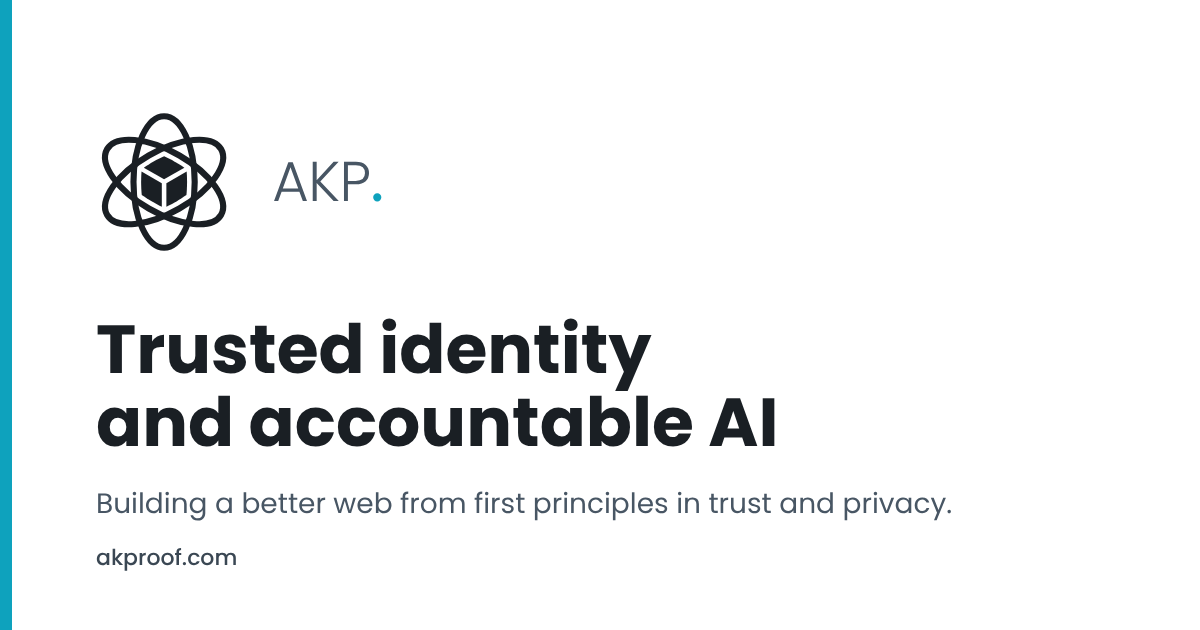 AKP.
Trusted identity
and accountable AI
Building a better web from first principles in trust and privacy.
akproof.com